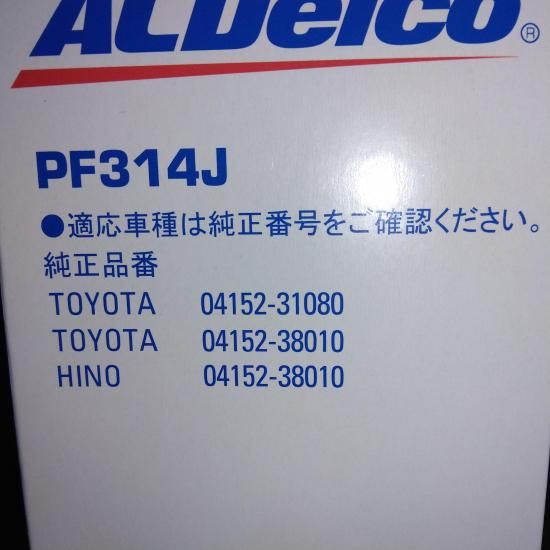 ACDelco®
PF314J
●適応車種は純正番号をご確認ください。
純正品番
TOYOTA 04152-31080
TOYOTA 04152-38010
HINO 04152-38010